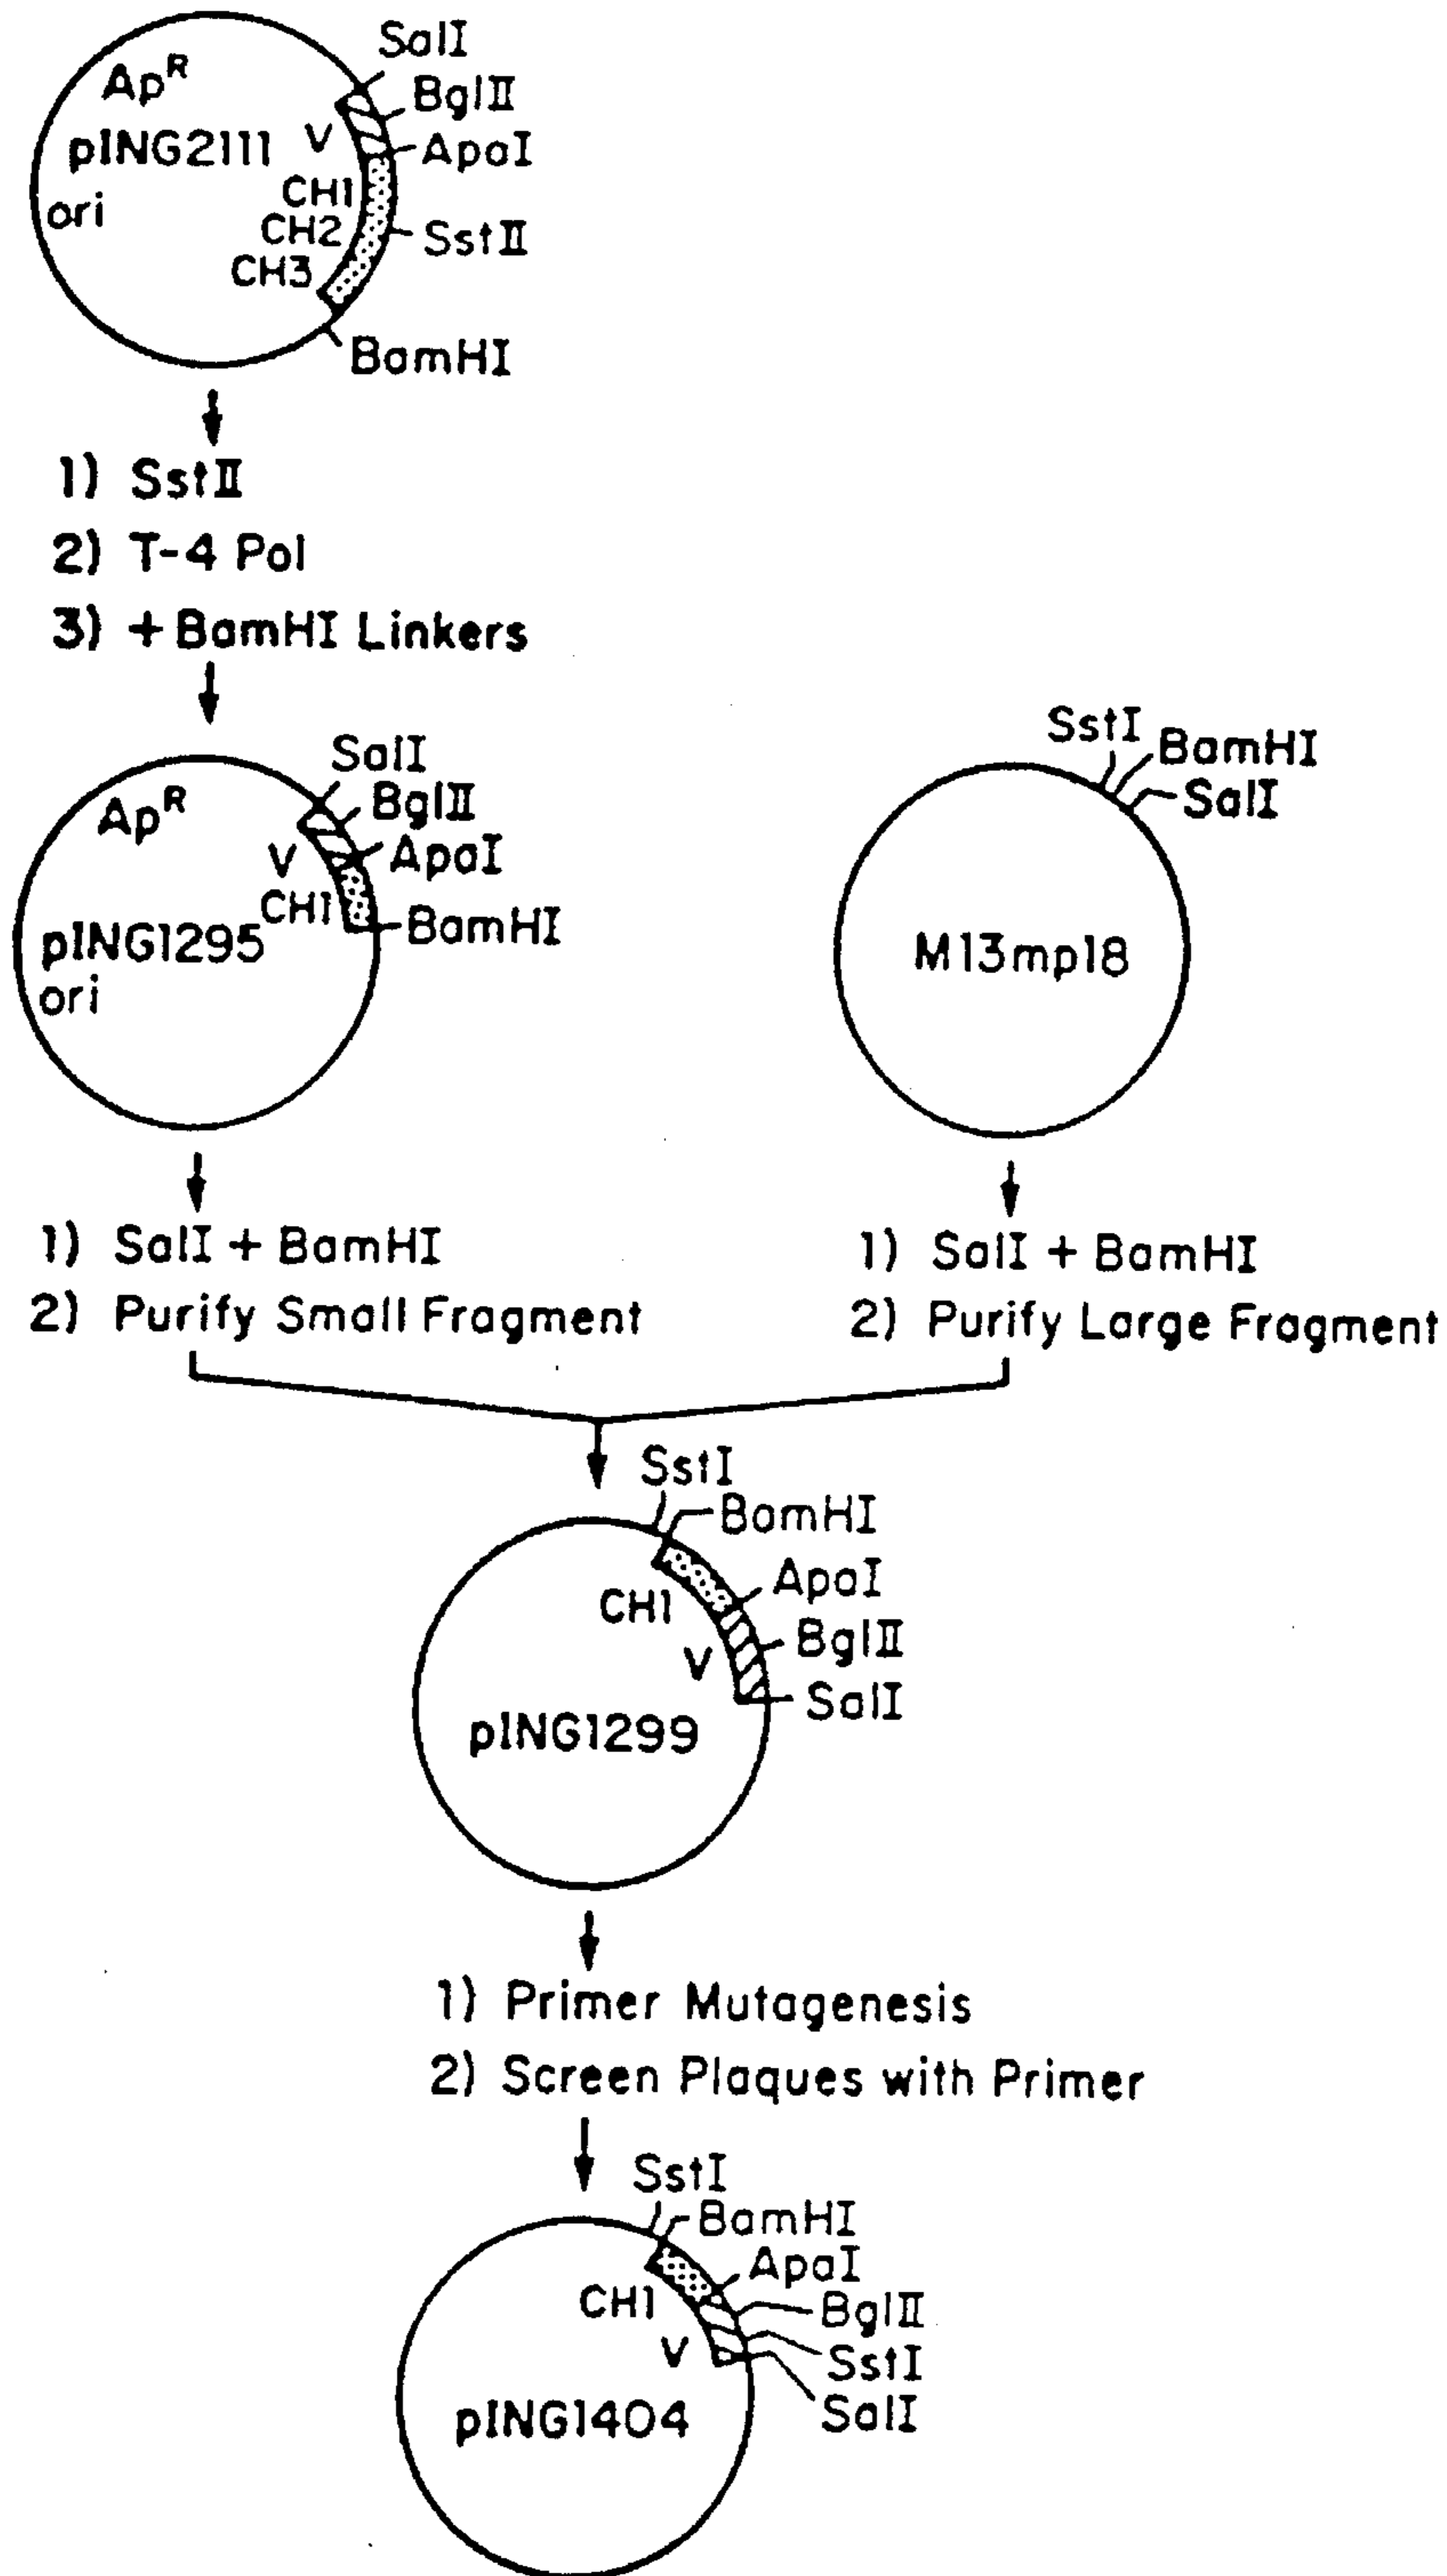 SalI
Ap^R
BglII
V
pING2111
ApaI
CH1
ori
CH2
SstII
CH3
BamHI
1) SstII
2) T-4 Pol
3) + BamHI Linkers
SalI
Ap^R
BglII
V
ApaI
CH1
BamHI
pING1295
ori
SstI
BamHI
SalI
M13mp18
1) SalI + BamHI
2) Purify Small Fragment
1) SalI + BamHI
2) Purify Large Fragment
SstI
BamHI
ApaI
CH1
BglII
V
SalI
pING1299
1) Primer Mutagenesis
2) Screen Plaques with Primer
SstI
BamHI
ApaI
CH1
BglII
V
SstI
SalI
pING1404